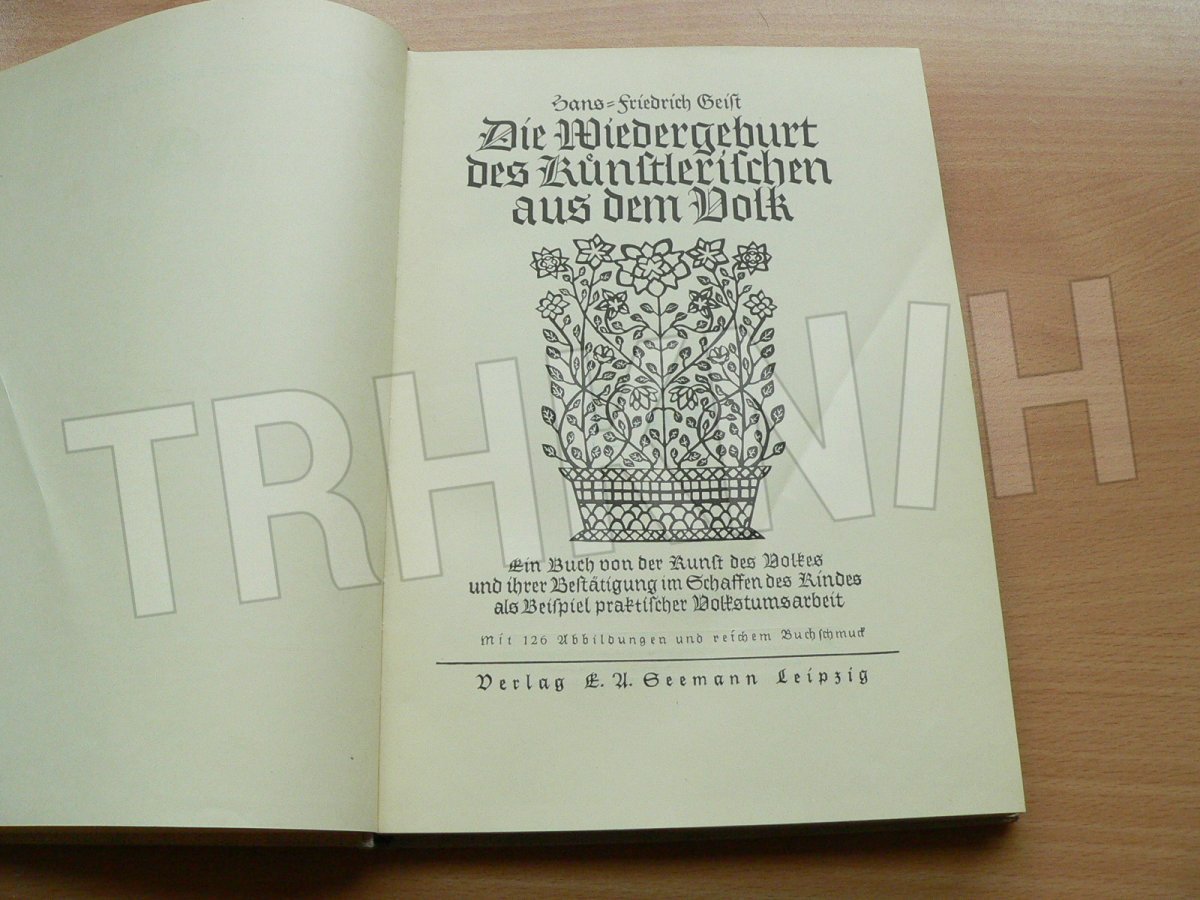 Hans-Friedrich Geist
Die Wiedergeburt
des Künstlerischen
aus dem Volk
Ein Buch von der Kunst des Volkes
und ihrer Bestätigung im Schaffen des Kindes
als Beispiel praktischer Volkstumsarbeit
Mit 126 Abbildungen und reichem Buchschmuck
Verlag E. A. Seemann Leipzig
TRHKNIH